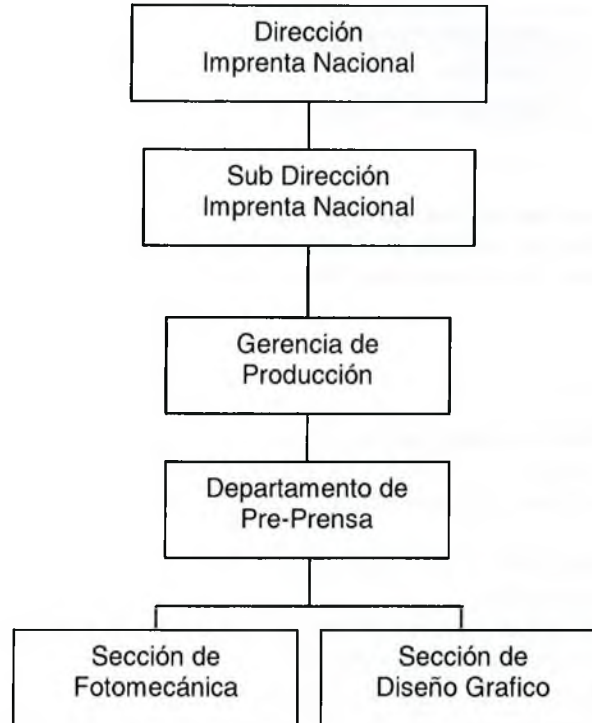 Dirección
Imprenta Nacional
Sub Dirección
Imprenta Nacional
Gerencia de
Producción
Departamento de
Pre-Prensa
Sección de
Fotomecánica
Sección de
Diseño Grafico